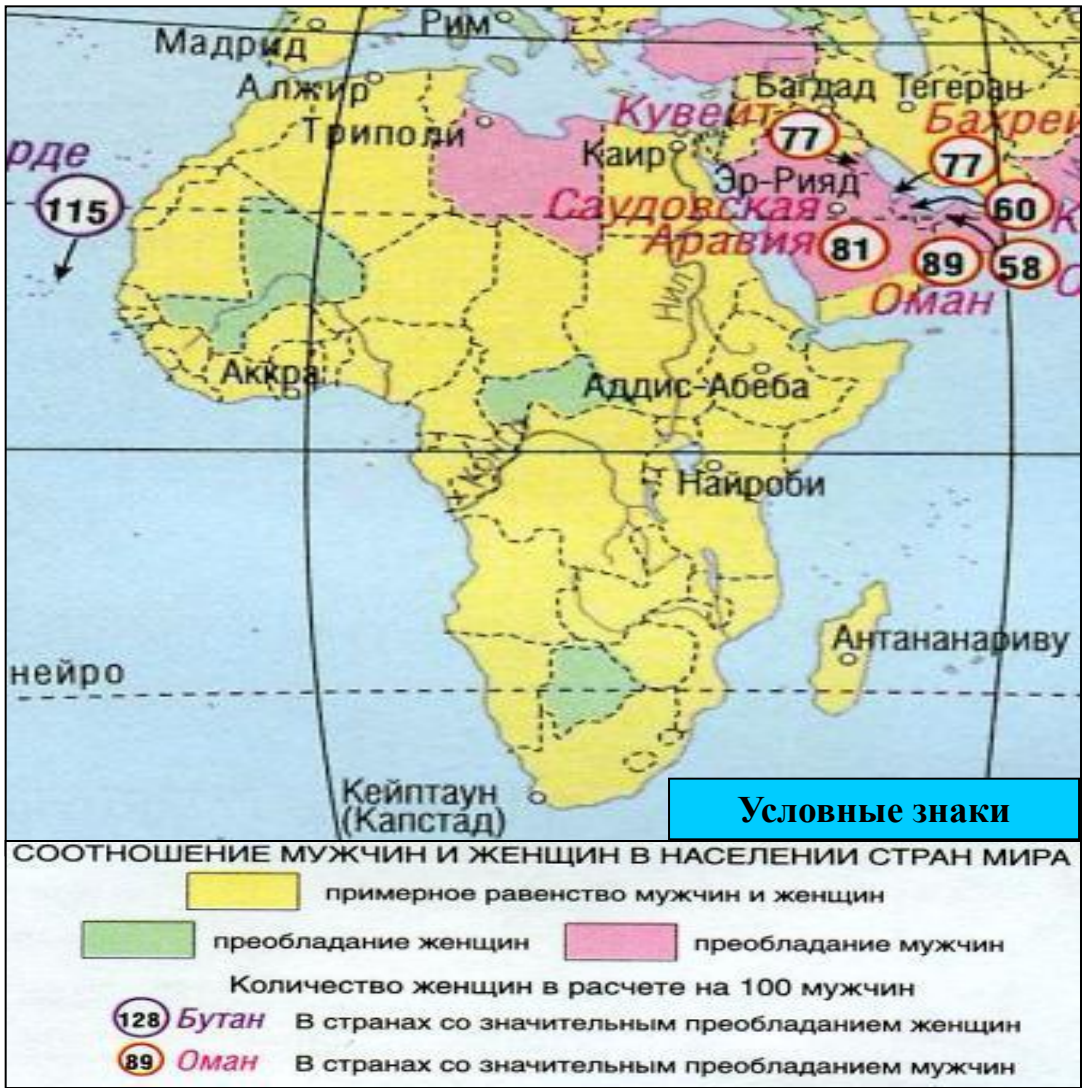 Рим
Мадрид
Алжир
Багдад Тегеран
Триполи
Кувейт
77
Бахрей
рде
Каир
77
Эр-Рияд
115
60
К
Саудовская
Аравия
81
89
58
О
Оман
Нил
Аккра
Аддис-Абеба
Конго
Найроби
Антананариву
нейро
Кейптаун
(Капстад)
Условные знаки
СООТНОШЕНИЕ МУЖЧИН И ЖЕНЩИН В НАСЕЛЕНИИ СТРАН МИРА
примерное равенство мужчин и женщин
преобладание женщин
преобладание мужчин
Количество женщин в расчете на 100 мужчин
128 Бутан В странах со значительным преобладанием женщин
89 Оман В странах со значительным преобладанием мужчин